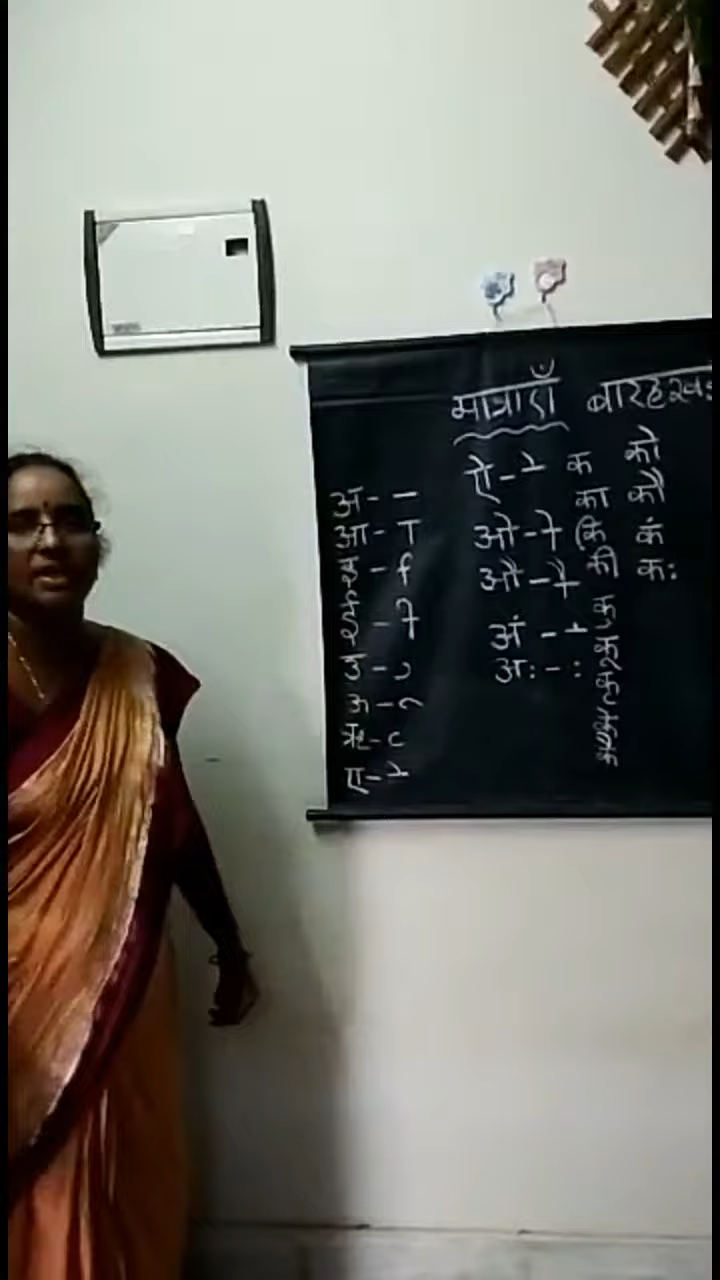 मात्राएँ
बारहखड
अ - –
आ - ा
इ - ि
ई - ी
उ - ु
ऊ - ू
ऋ - ृ
ए - े
ऐ - ै
ओ - ो
औ - ौ
अं - ं
अः - :
क
का
कि
की
कु
कू
कृ
के
कै
को
कौ
कं
कः